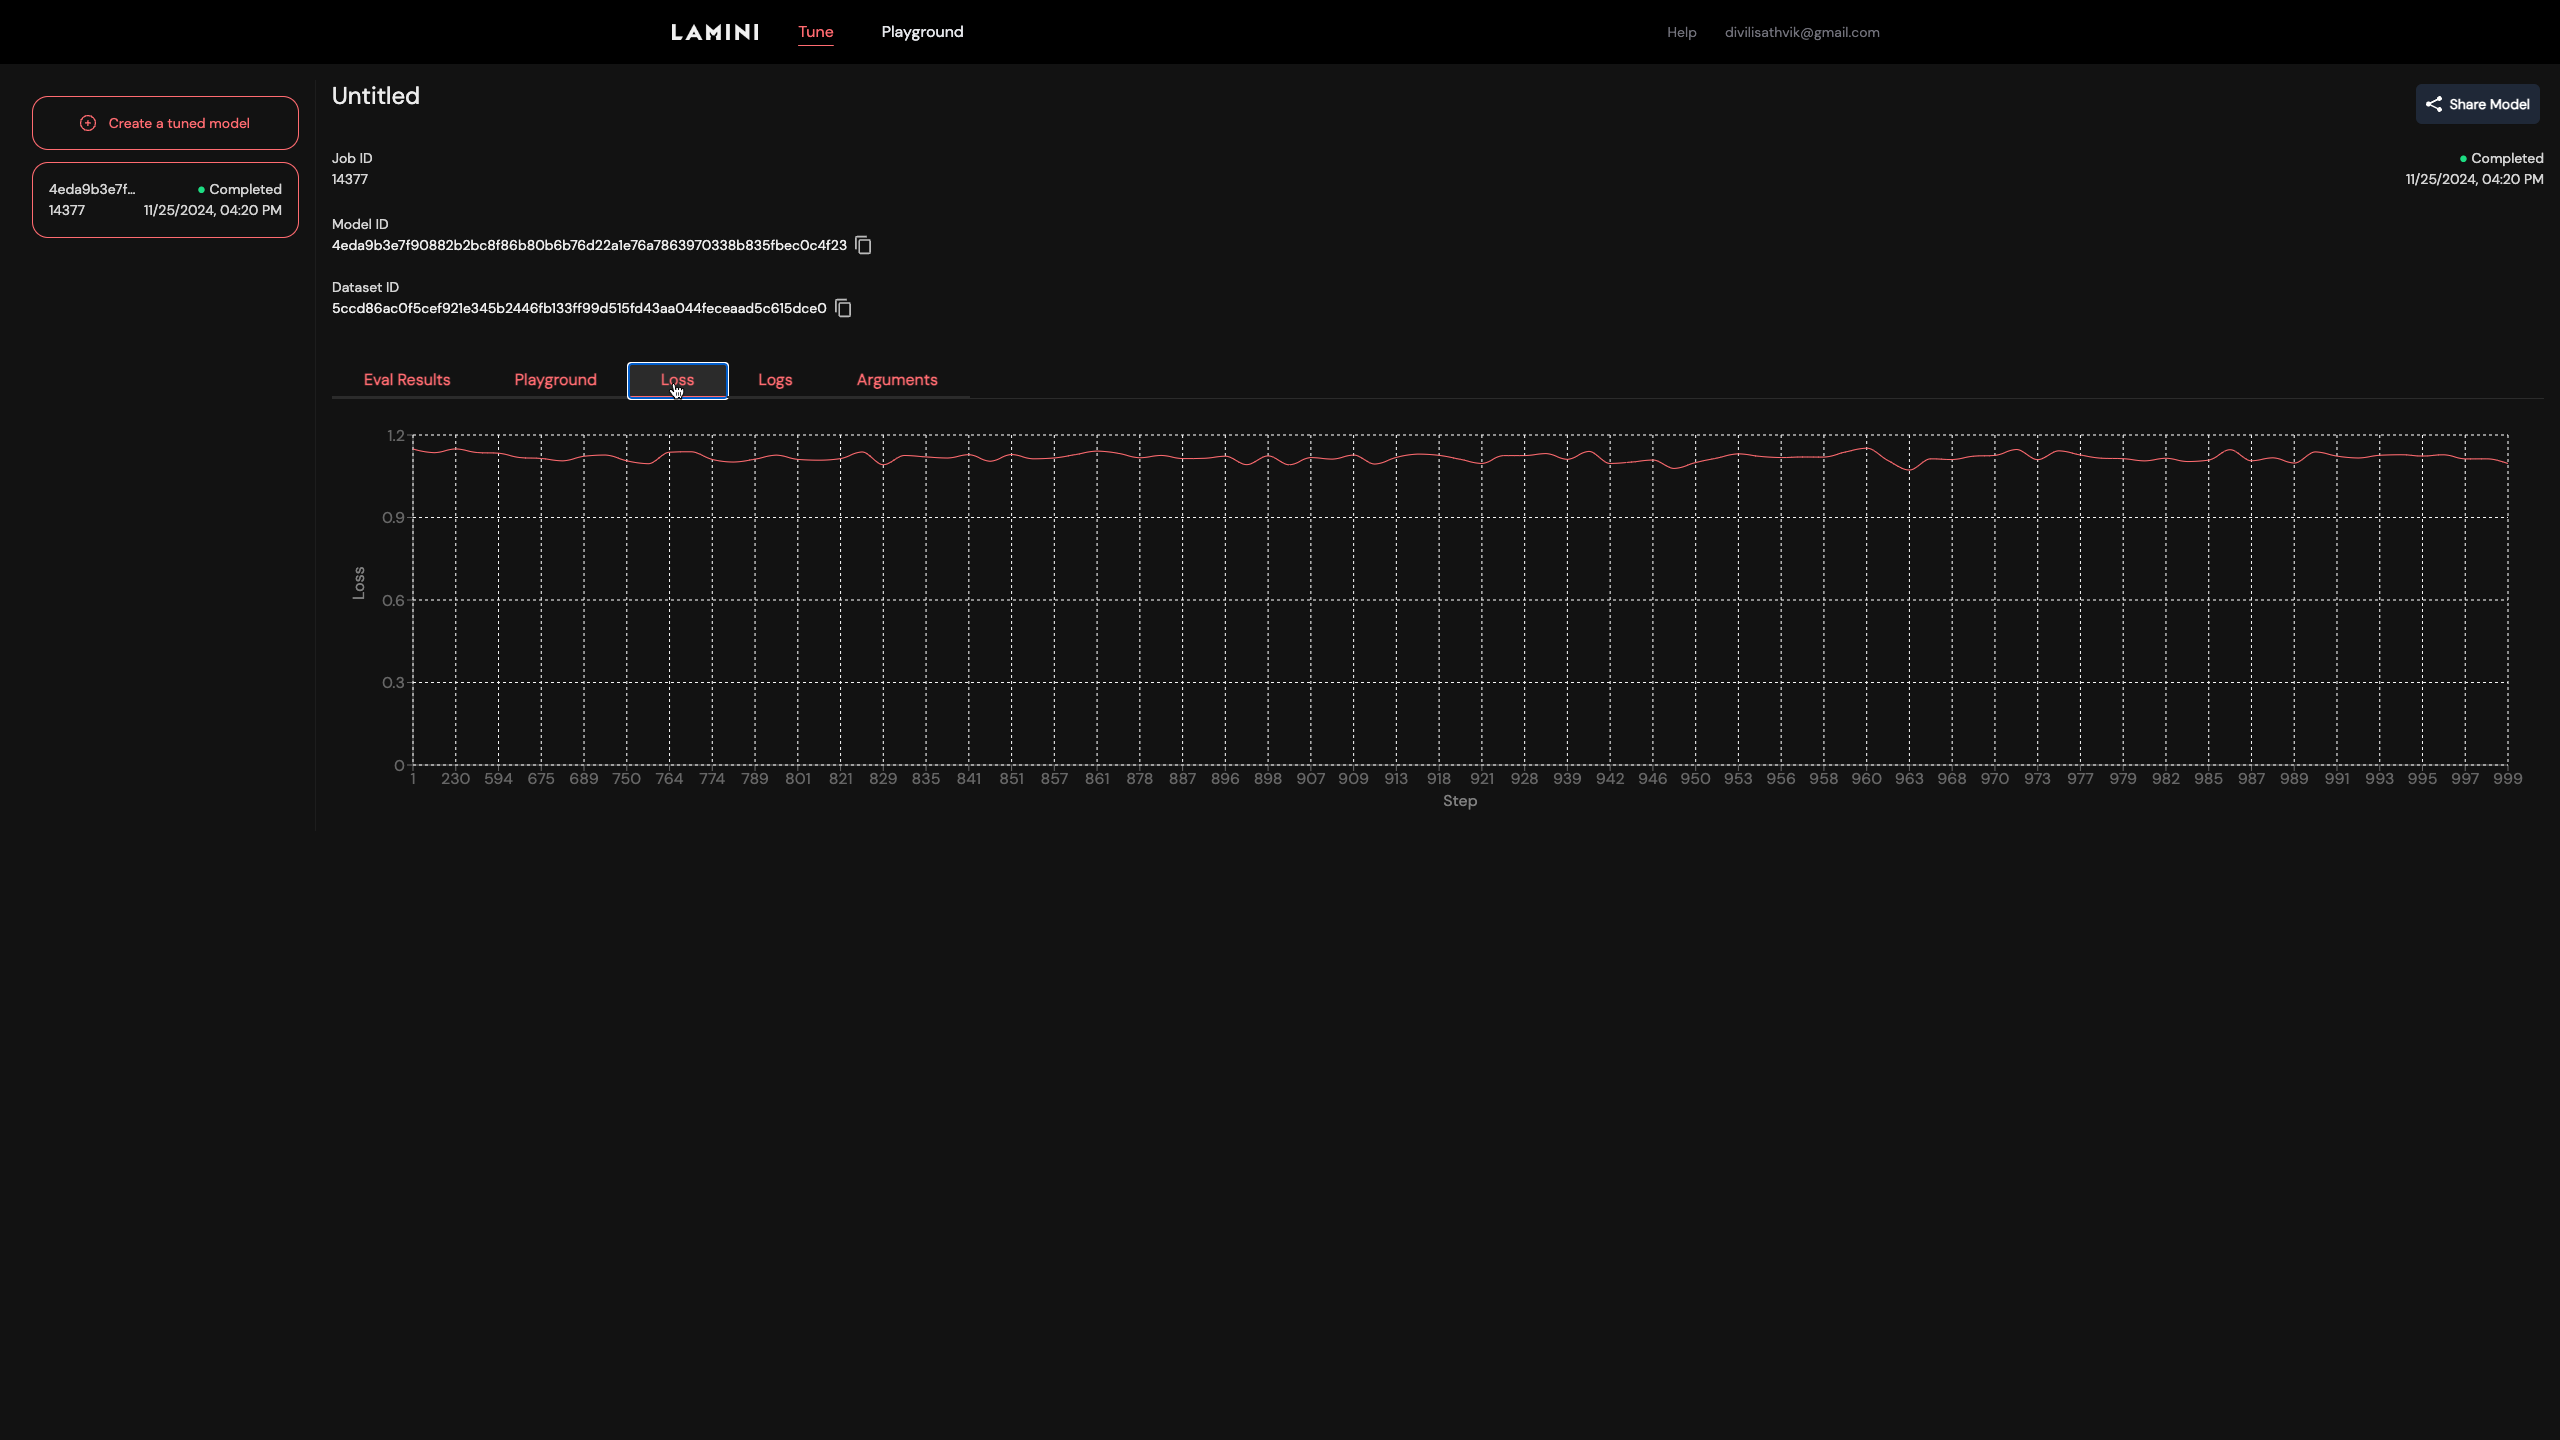 LAMINI
Tune
Playground
Help
divilisathvik@gmail.com
Create a tuned model
4eda9b3e7f... Completed
14377 11/25/2024, 04:20 PM
Untitled
Share Model
Job ID
14377
Completed
11/25/2024, 04:20 PM
Model ID
4eda9b3e7f90882b2bc8f86b80b6b76d22a1e76a7863970338b835fbec0c4f23
Dataset ID
5ccd86ac0f5cef921e345b2446fb133ff99d515fd43aa044feceaad5c615dce0
Eval Results Playground Loss Logs Arguments
1.2
0.9
0.6
0.3
0
Loss
1 230 594 675 689 750 764 774 789 801 821 829 835 841 851 857 861 878 887 896 898 907 909 913 918 921 928 939 942 946 950 953 956 958 960 963 968 970 973 977 979 982 985 987 989 991 993 995 997 999
Step